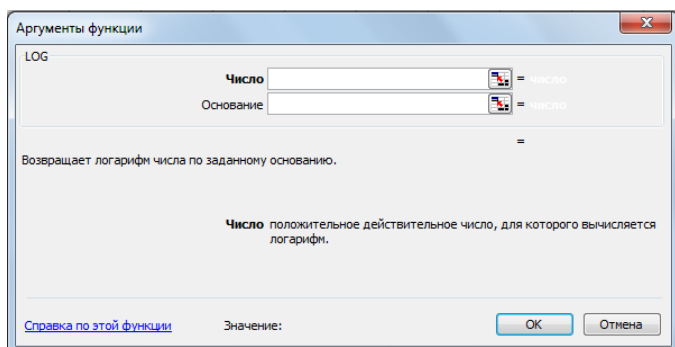 Аргументы функции
LOG
Число = число
Основание = число
=
Возвращает логарифм числа по заданному основанию.
Число положительное действительное число, для которого вычисляется
логарифм.
Справка по этой функции Значение: ОК Отмена